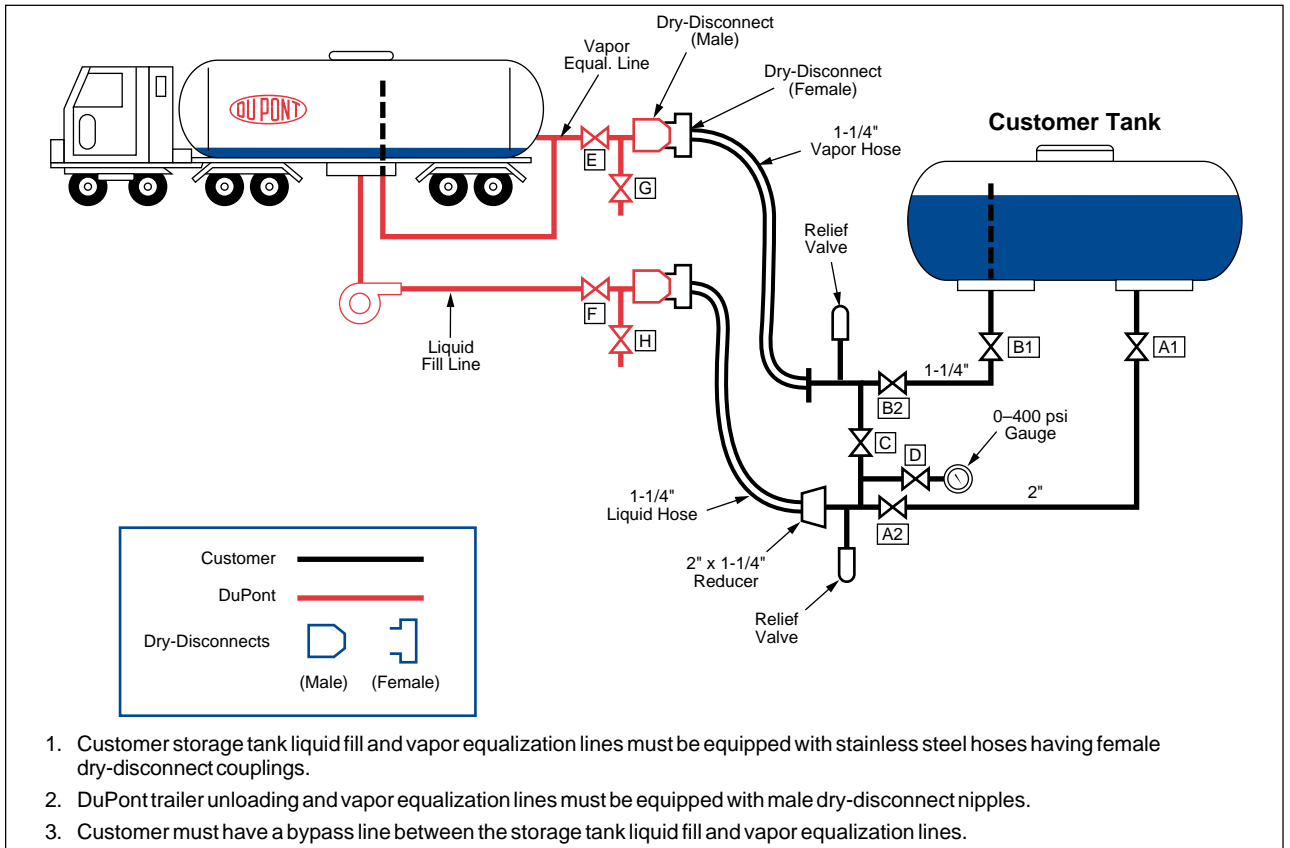 Dry-Disconnect
(Male)
Vapor
Equal. Line
Dry-Disconnect
(Female)
DU PONT
1-1/4"
Vapor Hose
Customer Tank
E
G
Relief
Valve
F
H
Liquid
Fill Line
B1
A1
1-1/4"
B2
0–400 psi
Gauge
C
D
1-1/4"
Liquid Hose
2"
A2
2" x 1-1/4"
Reducer
Relief
Valve
Customer
DuPont
Dry-Disconnects
(Male)
(Female)
1. Customer storage tank liquid fill and vapor equalization lines must be equipped with stainless steel hoses having female
dry-disconnect couplings.
2. DuPont trailer unloading and vapor equalization lines must be equipped with male dry-disconnect nipples.
3. Customer must have a bypass line between the storage tank liquid fill and vapor equalization lines.